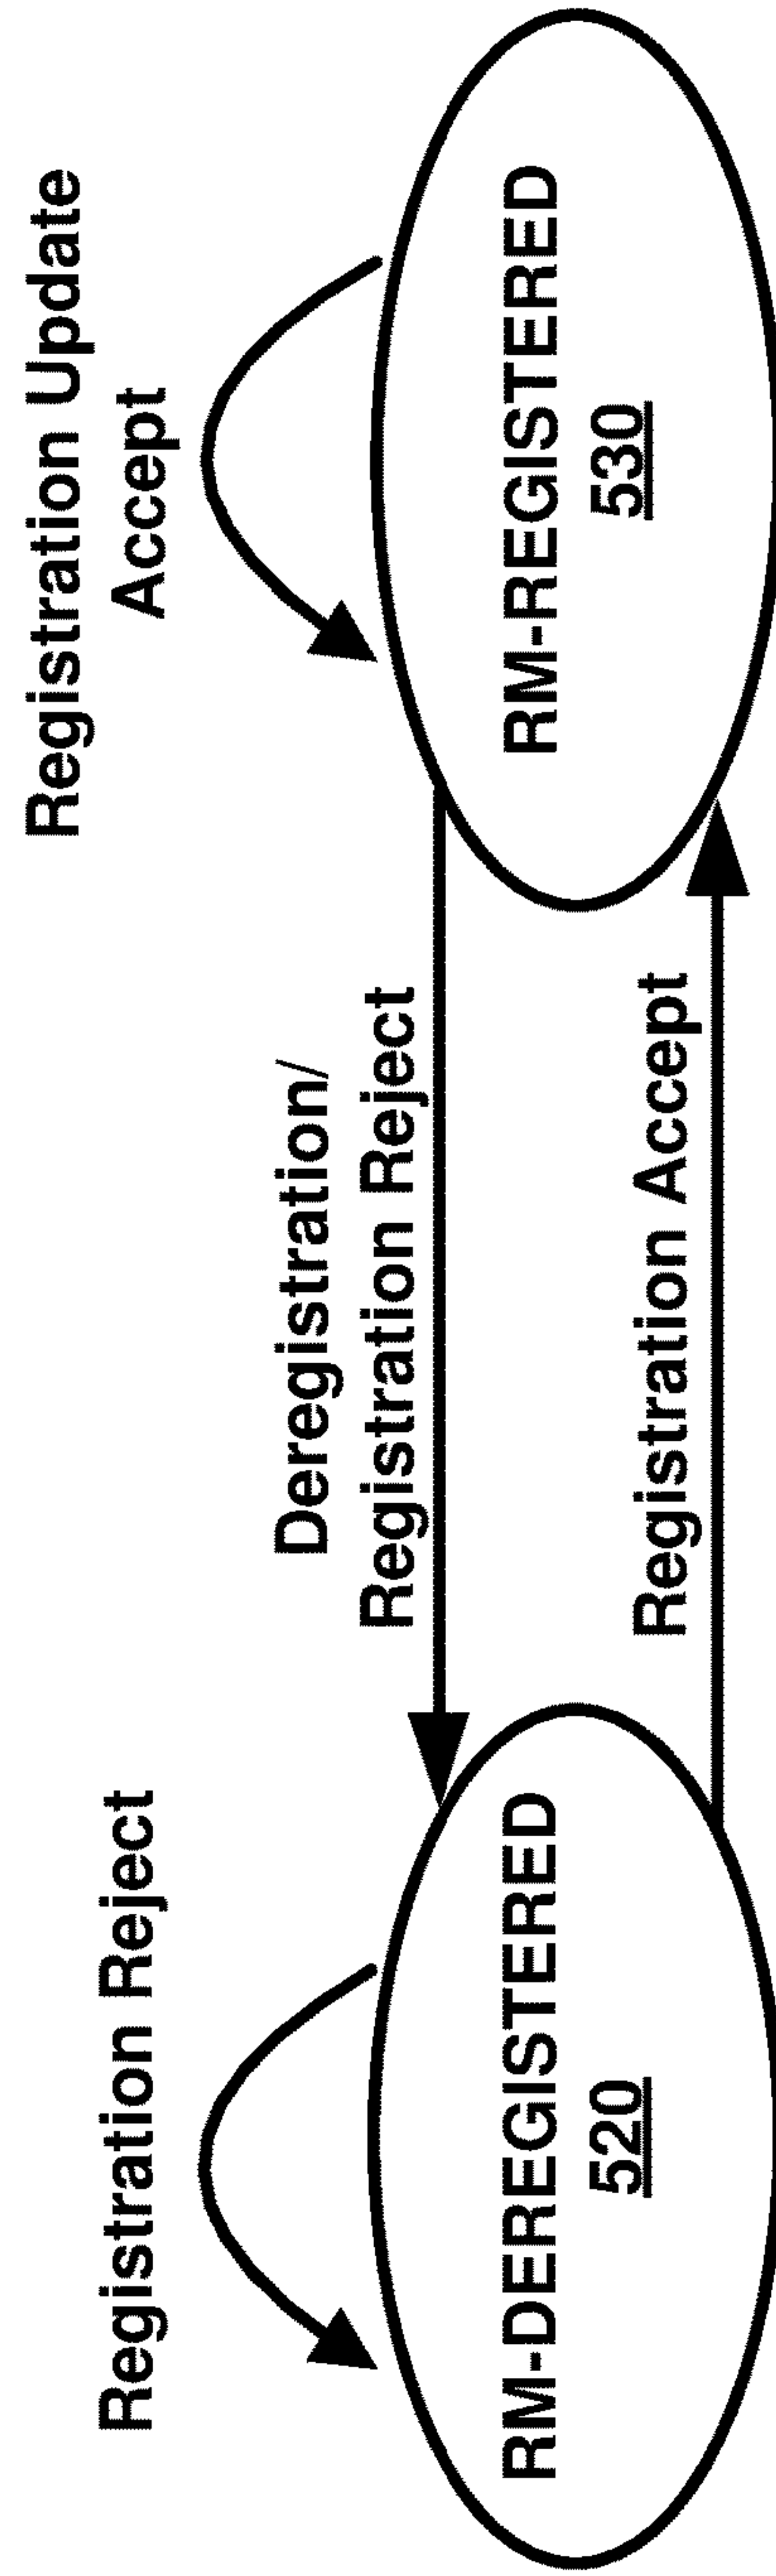 Registration Reject
RM-DEREGISTERED
520
Deregistration/
Registration Reject
Registration Accept
Registration Update
Accept
RM-REGISTERED
530